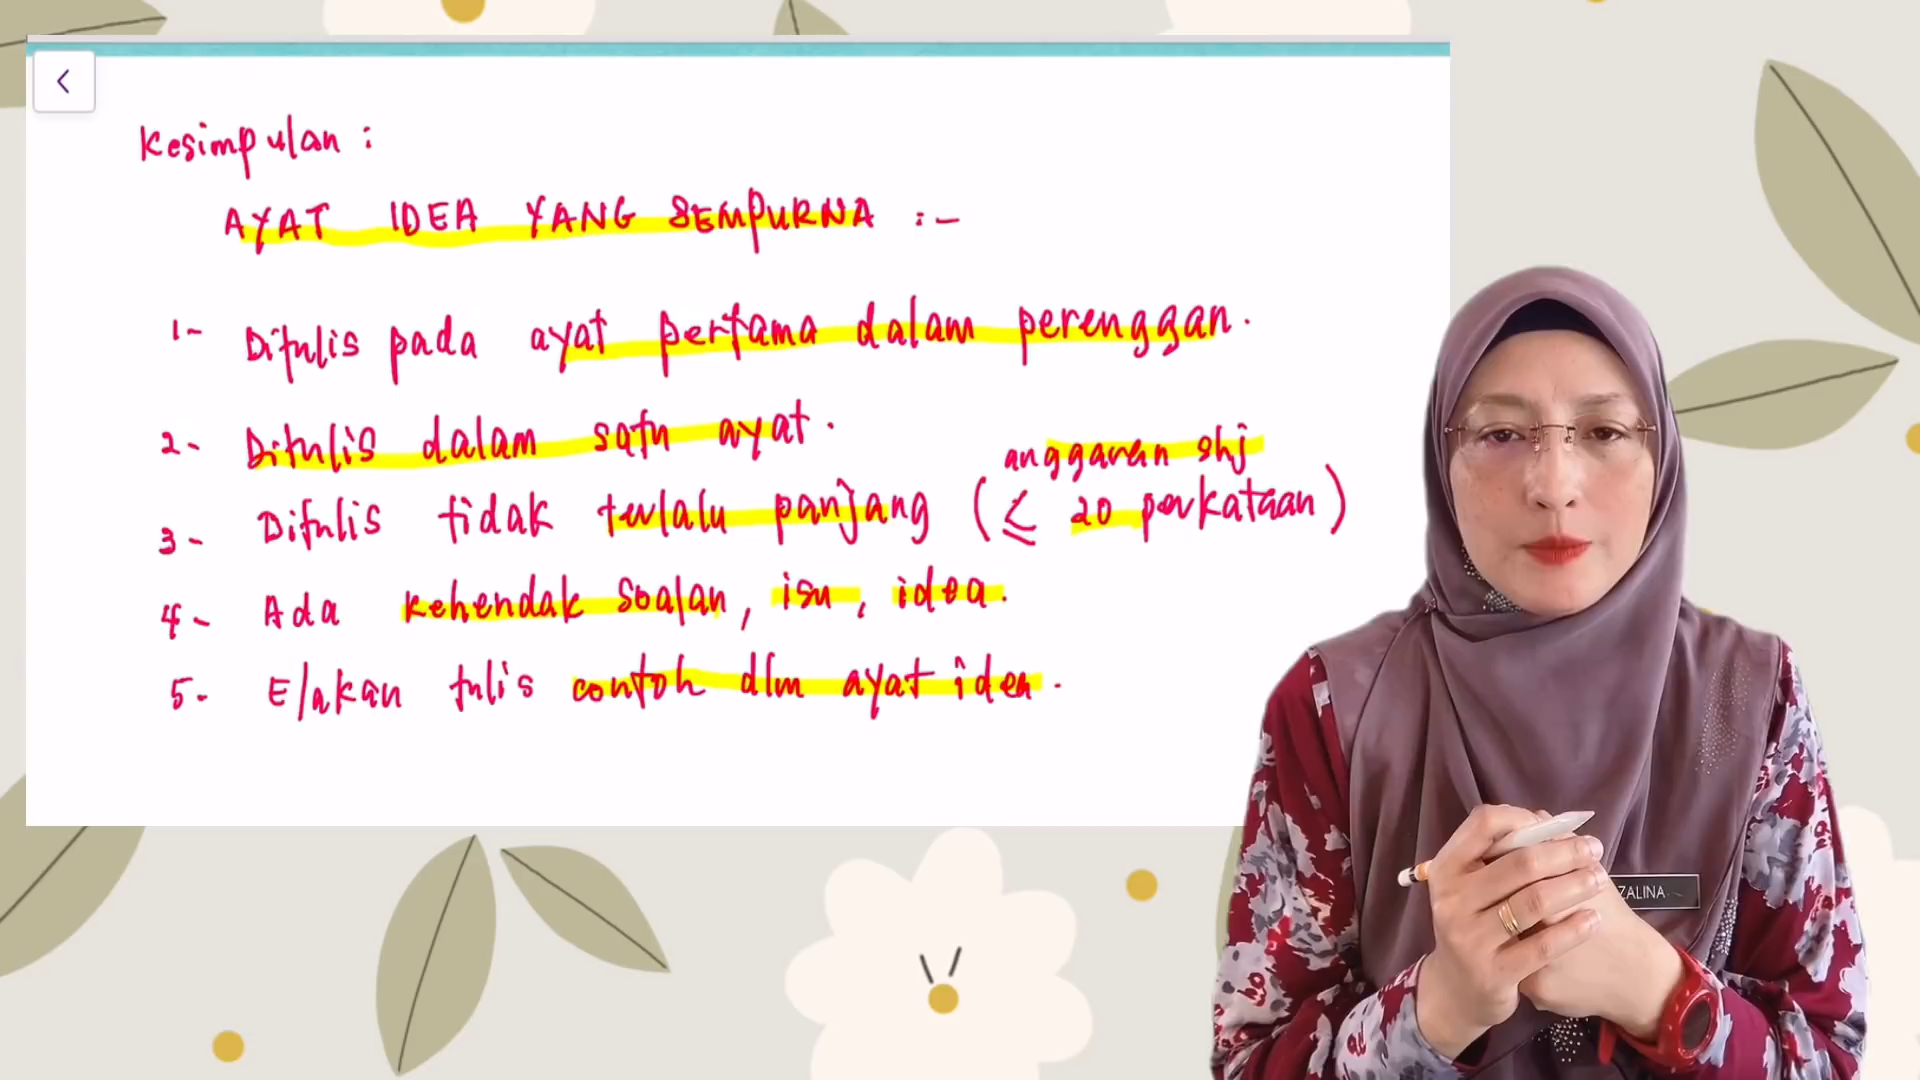 Kesimpulan :
AYAT IDEA YANG SEMPURNA :-
1- Ditulis pada ayat pertama dalam perenggan.
2- Ditulis dalam satu ayat.
anggaran shj
3- Ditulis tidak terlalu panjang (≤ 20 perkataan)
4- Ada kehendak soalan, isu, idea.
5- Elakan tulis contoh dlm ayat idea.
ZALINA